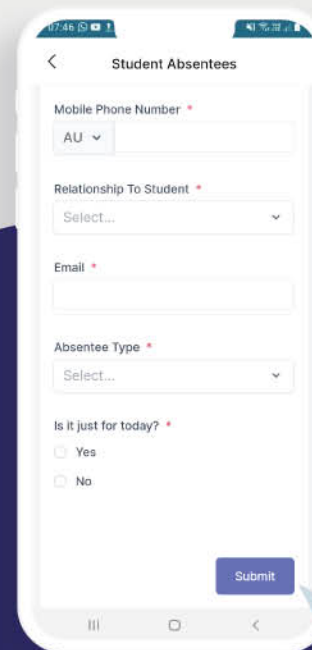 07:46
Student Absentees
Mobile Phone Number *
AU
Relationship To Student *
Select...
Email *
Absentee Type *
Select...
Is it just for today? *
Yes
No
Submit